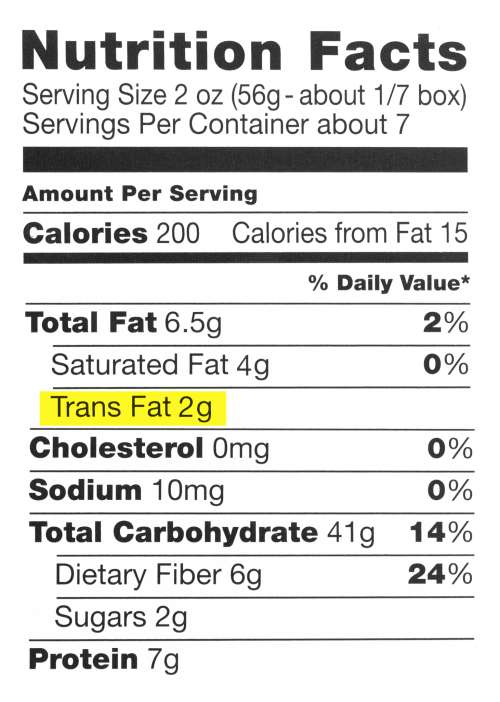 Nutrition Facts
Serving Size 2 oz (56g - about 1/7 box)
Servings Per Container about 7
Amount Per Serving
Calories 200 Calories from Fat 15
% Daily Value*
Total Fat 6.5g 2%
Saturated Fat 4g 0%
Trans Fat 2g
Cholesterol 0mg 0%
Sodium 10mg 0%
Total Carbohydrate 41g 14%
Dietary Fiber 6g 24%
Sugars 2g
Protein 7g